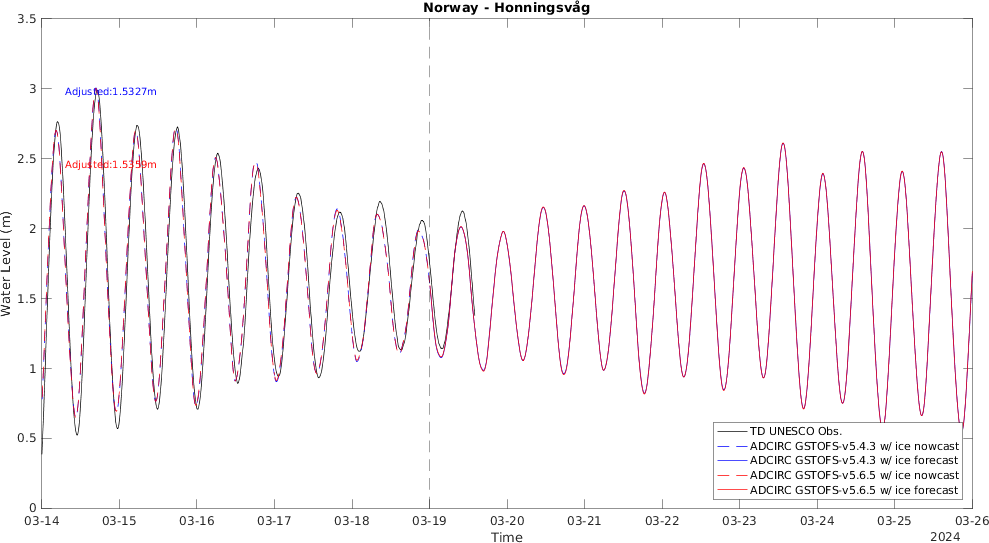 Norway - Honningsvåg
3.5
3
2.5
2
1.5
1
0.5
0
Water Level (m)
Adjusted:1.5327m
Adjusted:1.5359m
TD UNESCO Obs.
ADCIRC GSTOFS-v5.4.3 w/ ice nowcast
ADCIRC GSTOFS-v5.4.3 w/ ice forecast
ADCIRC GSTOFS-v5.6.5 w/ ice nowcast
ADCIRC GSTOFS-v5.6.5 w/ ice forecast
03-14 03-15 03-16 03-17 03-18 03-19 03-20 03-21 03-22 03-23 03-24 03-25 03-26
Time
2024